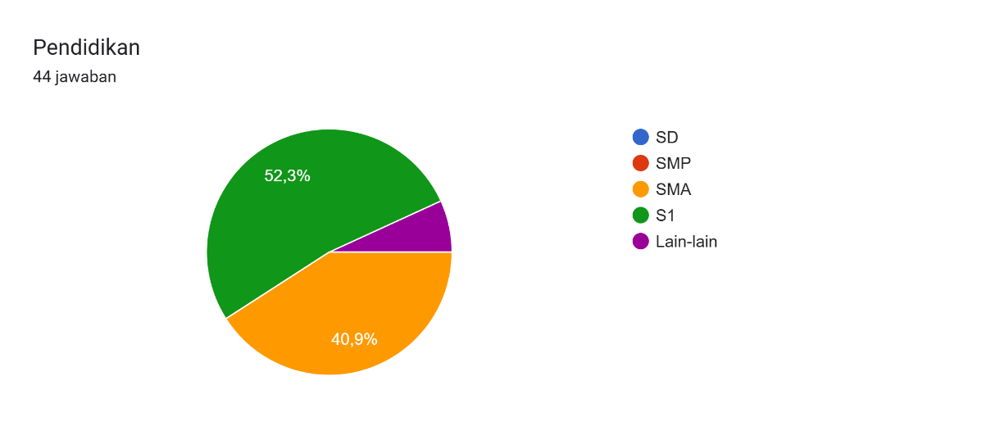 Pendidikan
44 jawaban
52,3%
40,9%
SD
SMP
SMA
S1
Lain-lain